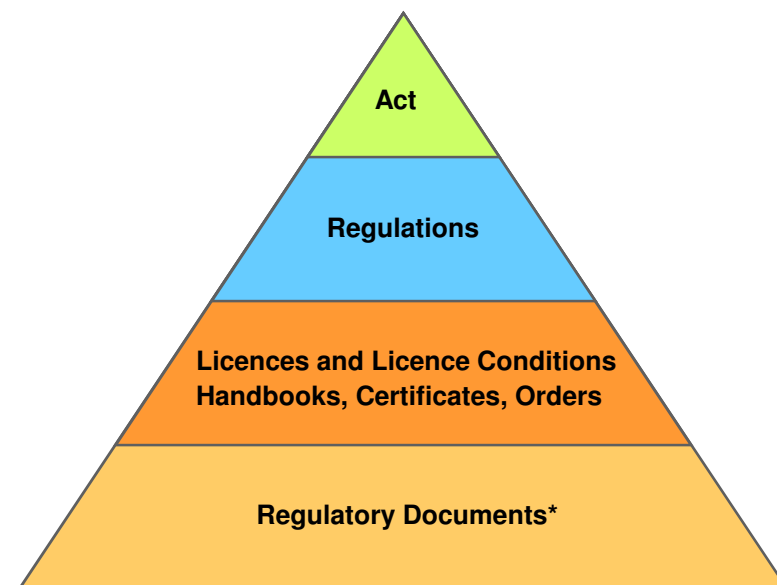 Act
Regulations
Licences and Licence Conditions
Handbooks, Certificates, Orders
Regulatory Documents*